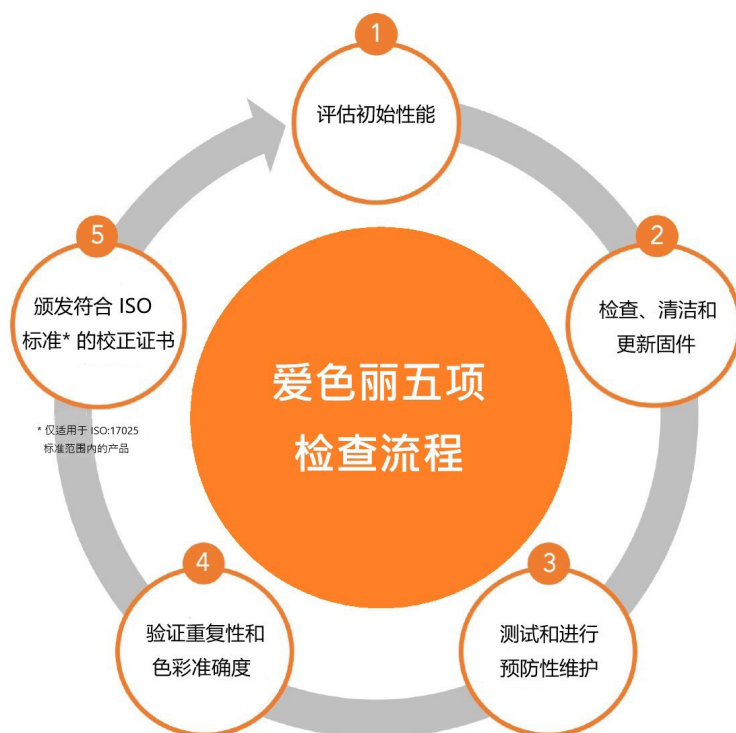 1
评估初始性能
2
检查、清洁和
更新固件
3
测试和进行
预防性维护
4
验证重复性和
色彩准确度
5
颁发符合 ISO
标准* 的校正证书
* 仅适用于 ISO:17025
标准范围内的产品
爱色丽五项
检查流程